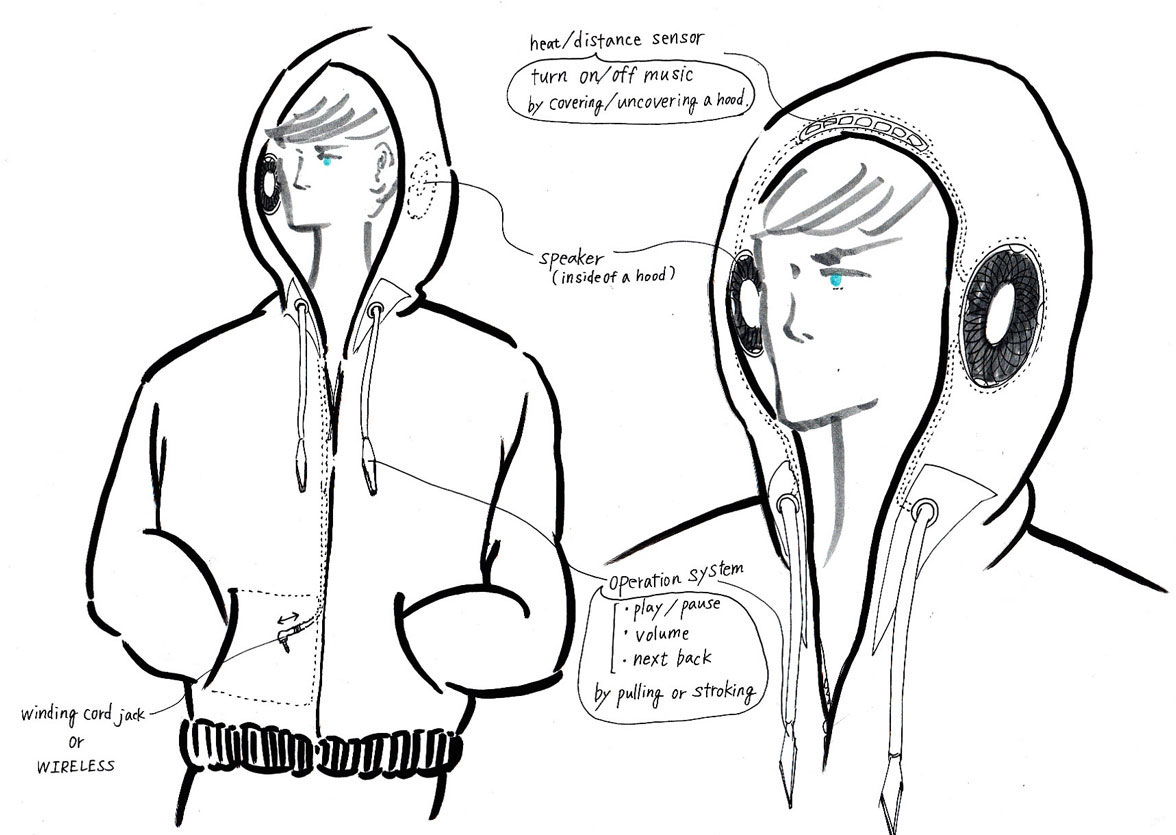 heat/distance sensor
turn on/off music
by covering/uncovering a hood.
speaker
(inside of a hood)
operation system
・play/pause
・volume
・next back
by pulling or stroking
winding cord jack
or
WIRELESS